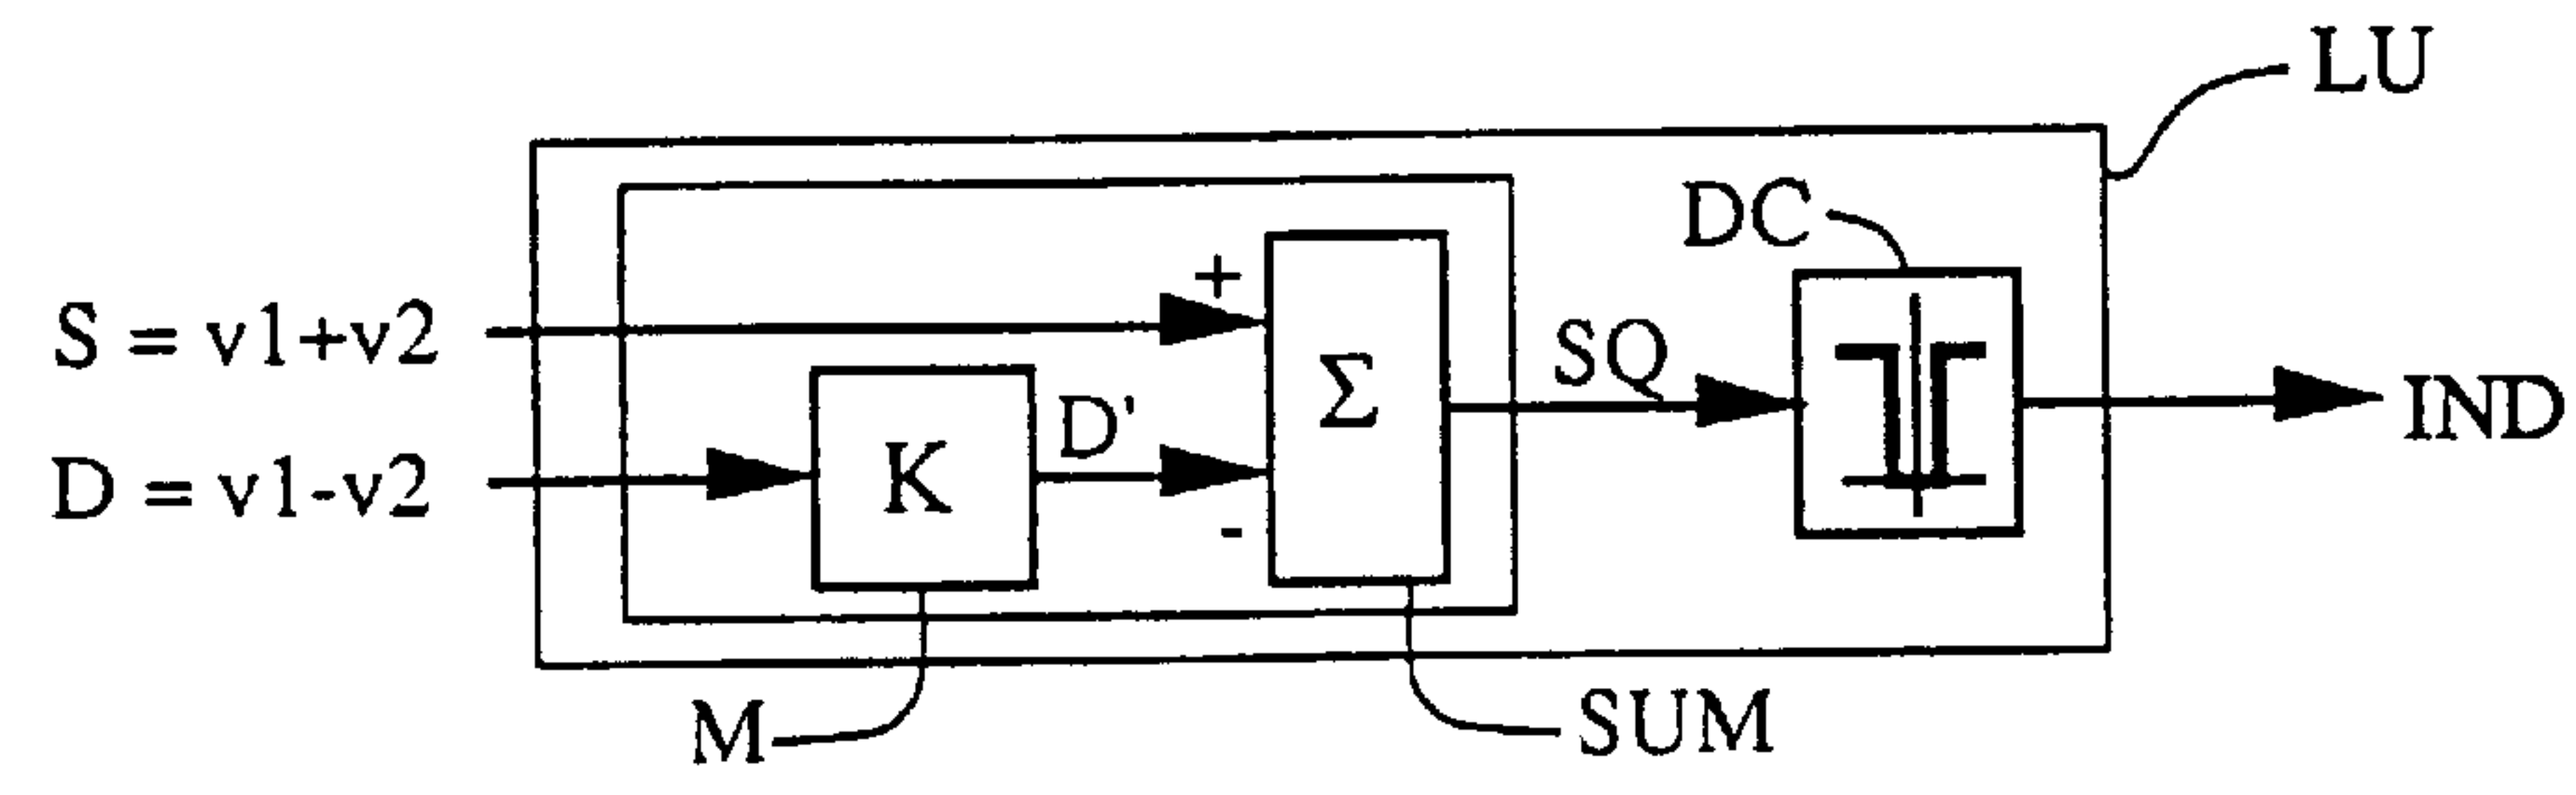 LU
DC
+
S = v1+v2
SQ
Σ
IND
D'
K
D = v1-v2
-
M
SUM